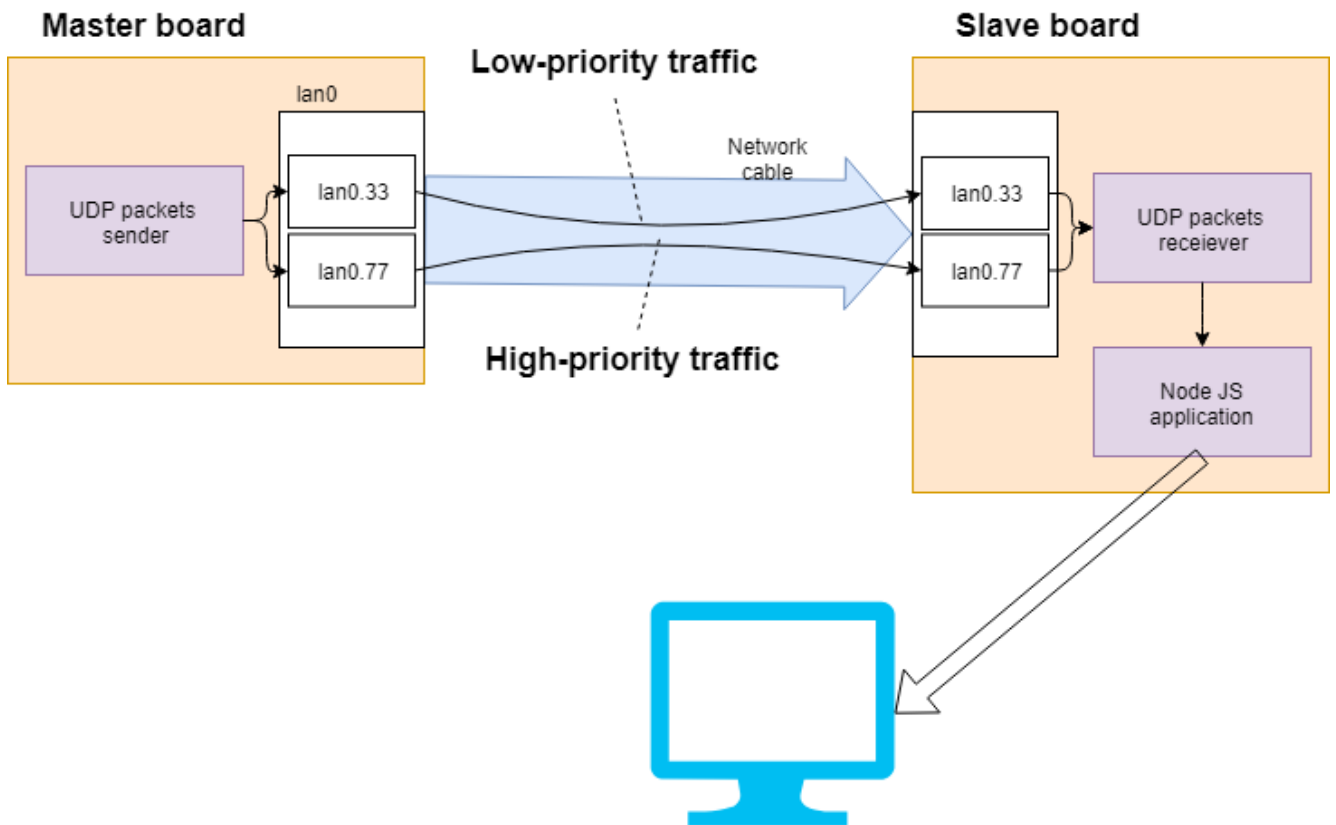 Master board
Slave board
Low-priority traffic
lan0
Network
cable
UDP packets
sender
lan0.33
lan0.77
lan0.33
lan0.77
UDP packets
receiever
High-priority traffic
Node JS
application